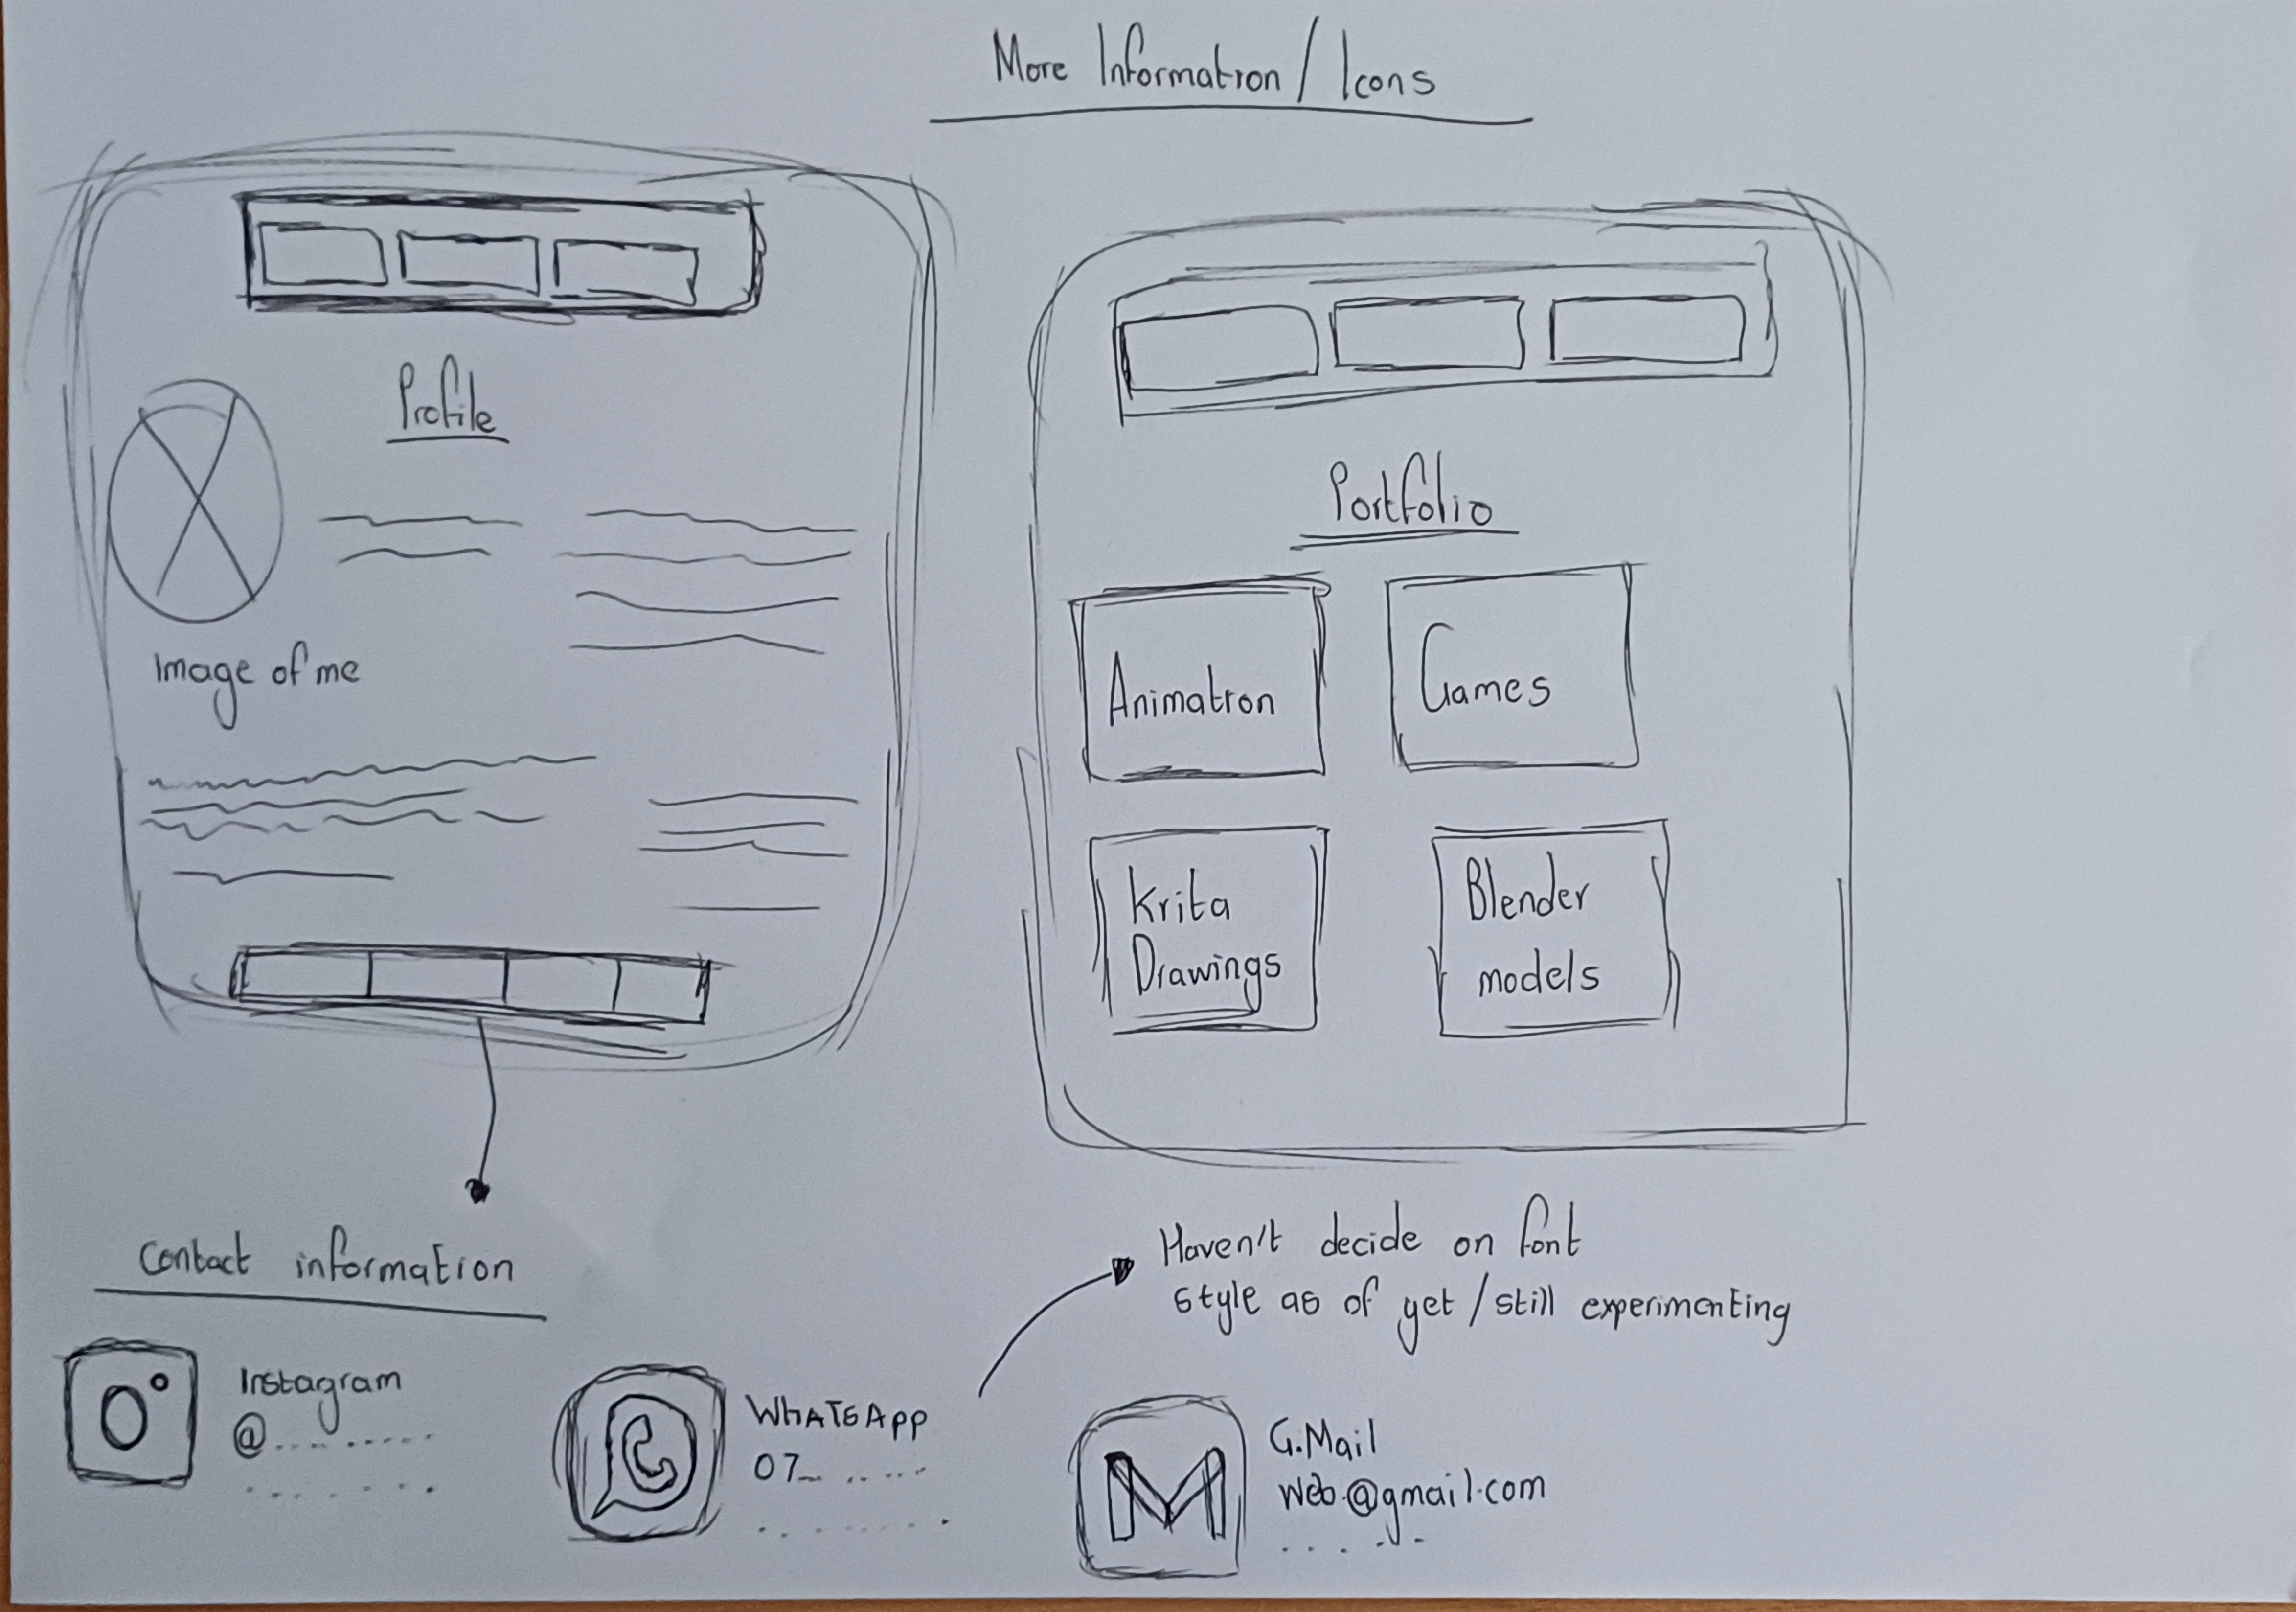 More Information / Icons
Profile
Image of me
Portfolio
Animation
Games
Krita
Drawings
Blender
models
Contact information
Haven't decide on font
style as of yet / still experimenting
Instagram
@.........
WhatsApp
07.........
G.Mail
web.@gmail.com